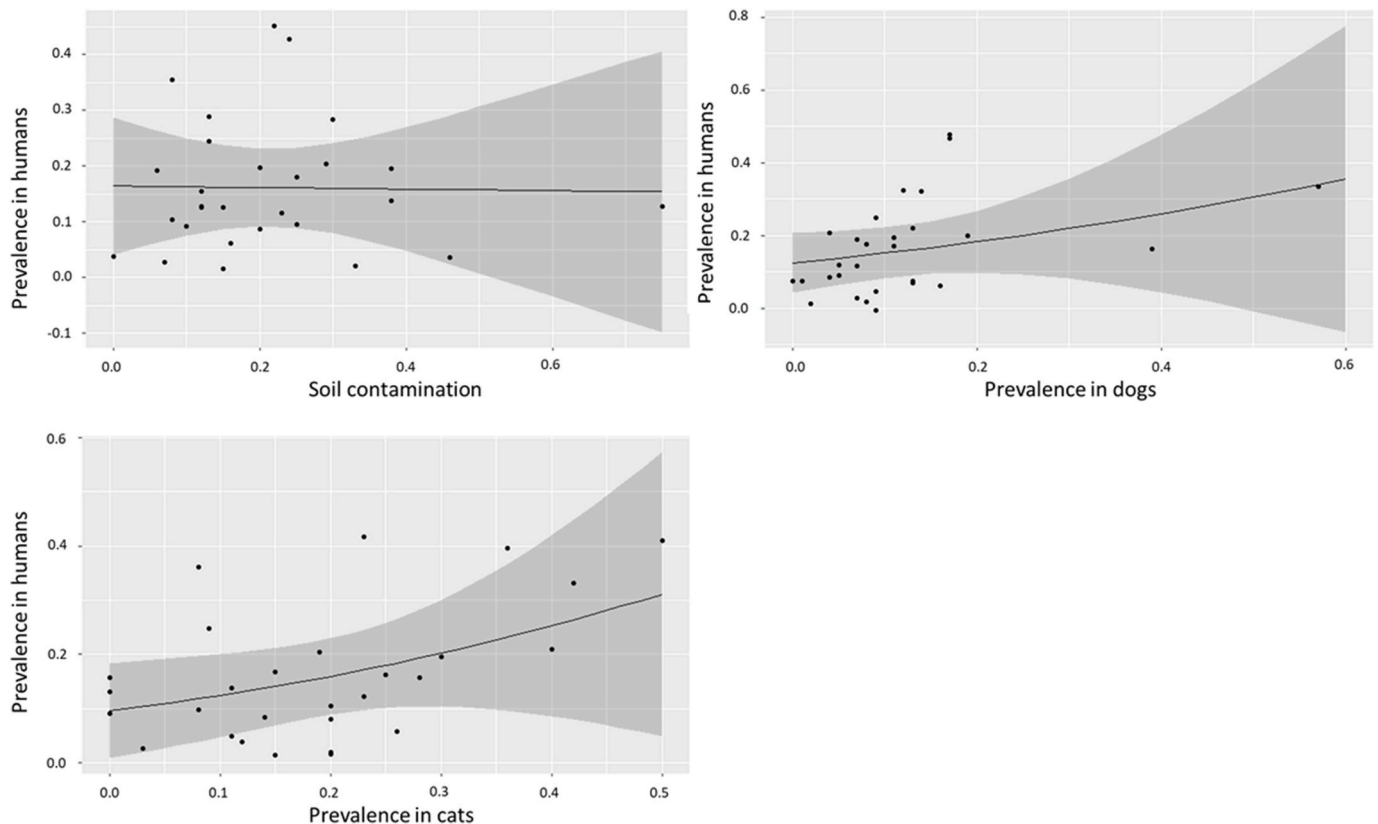 0.4
0.3
0.2
0.1
0.0
-0.1
Prevalence in humans
0.0 0.2 0.4 0.6
Soil contamination
0.8
0.6
0.4
0.2
0.0
Prevalence in humans
0.0 0.2 0.4 0.6
Prevalence in dogs
0.6
0.4
0.2
0.0
Prevalence in humans
0.0 0.1 0.2 0.3 0.4 0.5
Prevalence in cats